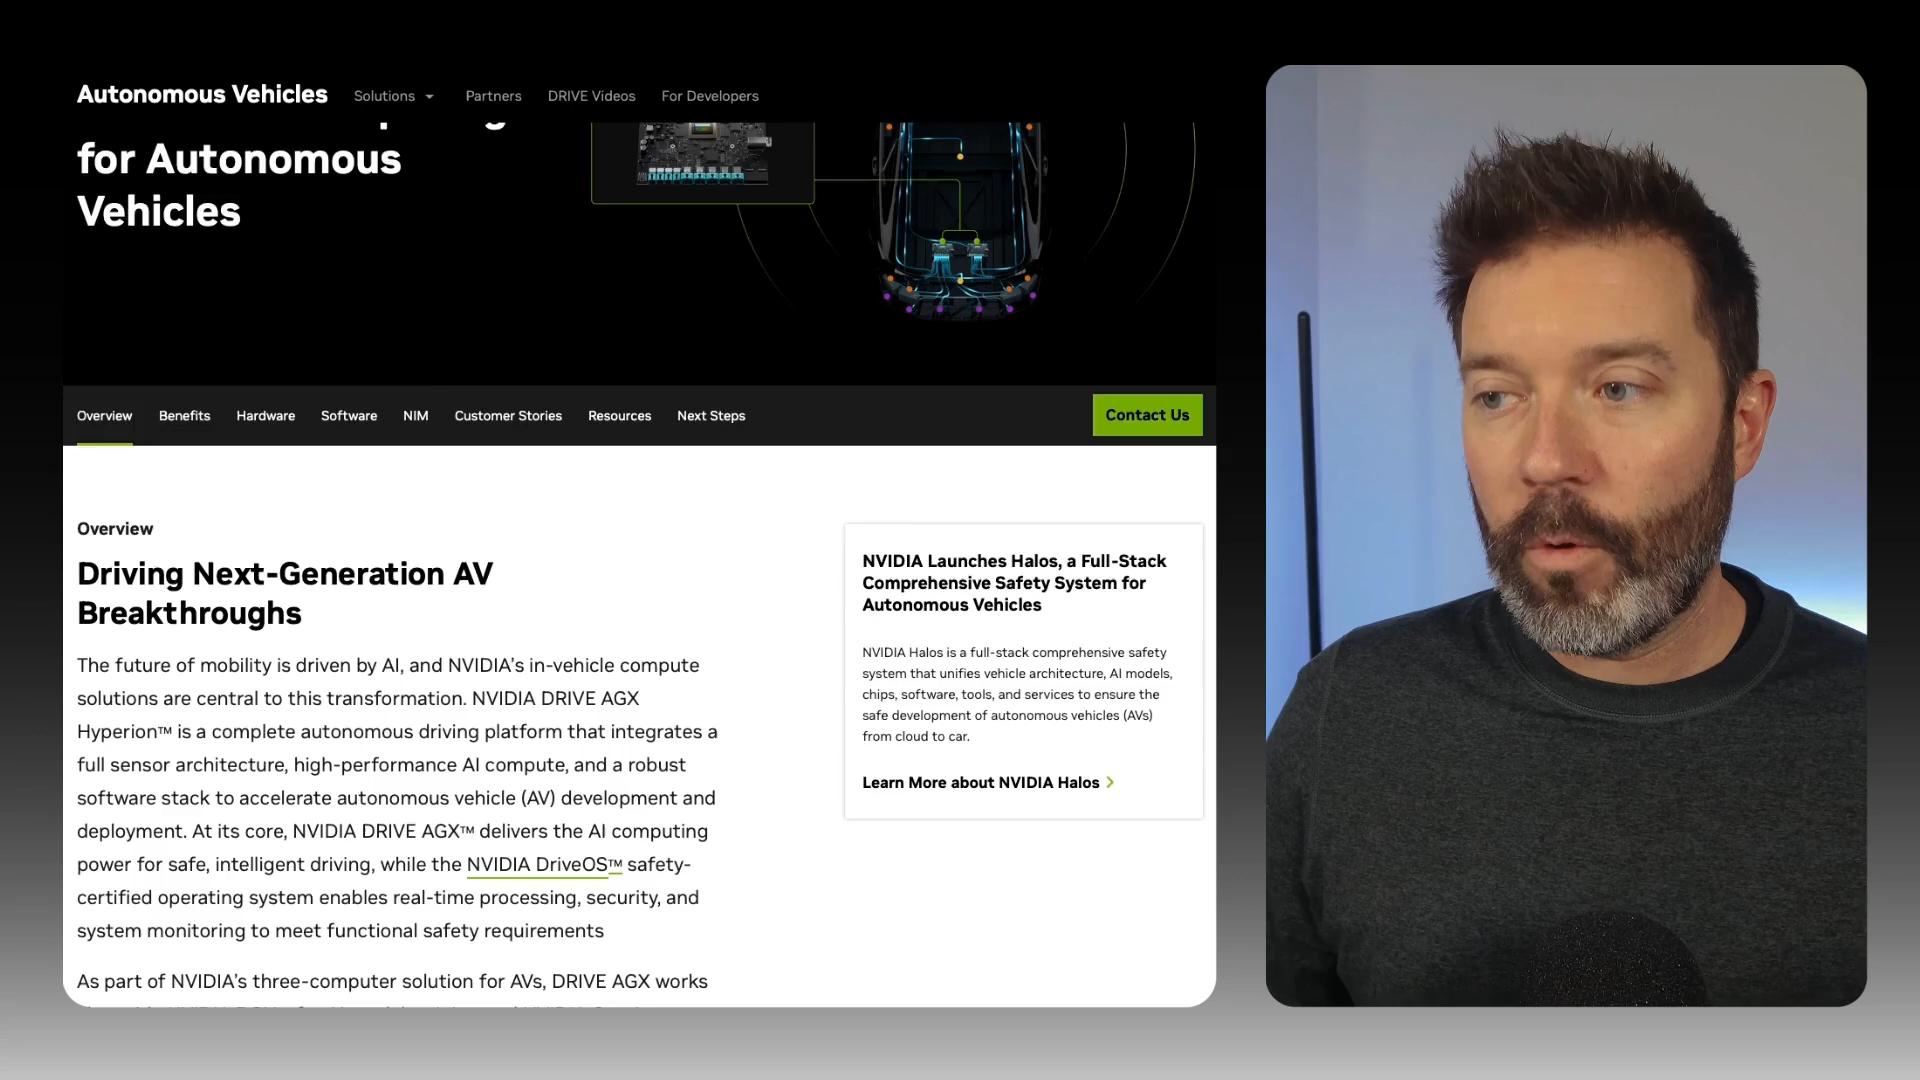 Autonomous Vehicles
Solutions
Partners
DRIVE Videos
For Developers
for Autonomous
Vehicles
Overview
Benefits
Hardware
Software
NIM
Customer Stories
Resources
Next Steps
Contact Us
Overview
Driving Next-Generation AV
Breakthroughs
The future of mobility is driven by AI, and NVIDIA’s in-vehicle compute
solutions are central to this transformation. NVIDIA DRIVE AGX
Hyperion™ is a complete autonomous driving platform that integrates a
full sensor architecture, high-performance AI compute, and a robust
software stack to accelerate autonomous vehicle (AV) development and
deployment. At its core, NVIDIA DRIVE AGX™ delivers the AI computing
power for safe, intelligent driving, while the NVIDIA DriveOS™ safety-
certified operating system enables real-time processing, security, and
system monitoring to meet functional safety requirements
As part of NVIDIA’s three-computer solution for AVs, DRIVE AGX works
NVIDIA Launches Halos, a Full-Stack
Comprehensive Safety System for
Autonomous Vehicles
NVIDIA Halos is a full-stack comprehensive safety
system that unifies vehicle architecture, AI models,
chips, software, tools, and services to ensure the
safe development of autonomous vehicles (AVs)
from cloud to car.
Learn More about NVIDIA Halos